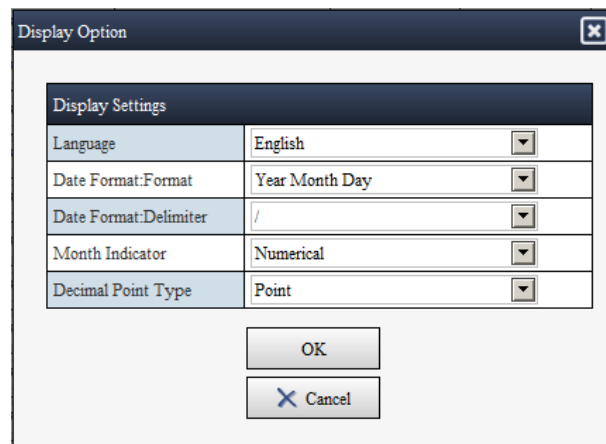 Display Option
Display Settings
Language English
Date Format:Format Year Month Day
Date Format:Delimiter /
Month Indicator Numerical
Decimal Point Type Point
OK
Cancel